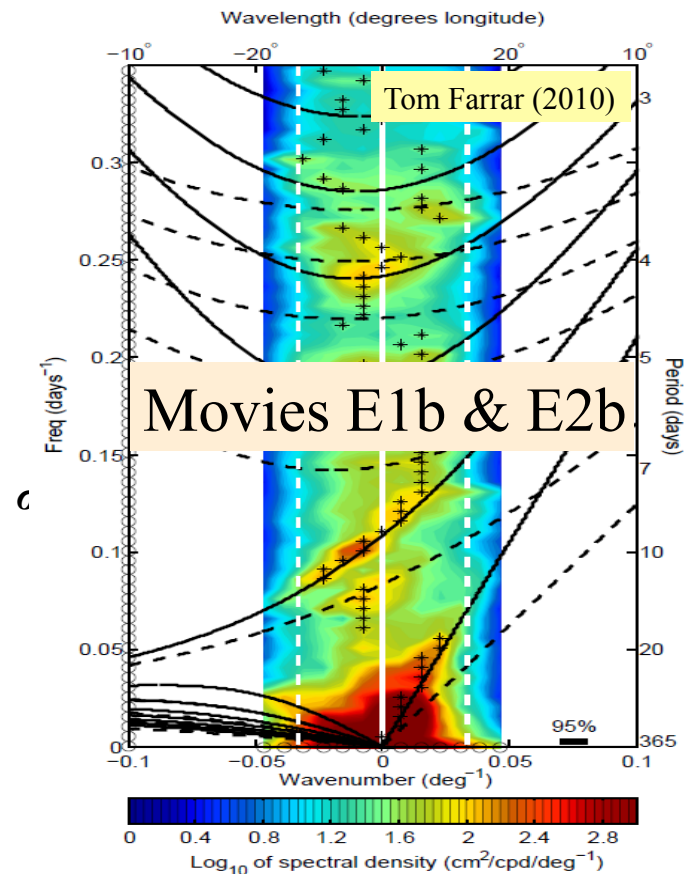 Wavelength (degrees longitude)
−10° −20° 20° 10°
Tom Farrar (2010)
3
0.3
0.25 4
0.2 5
Movies E1b & E2b
0.15 7
0.1 10
0.05 20
0 365
95%
−0.1 −0.05 0 0.05 0.1
Freq (days⁻¹)
Period (days)
Wavenumber (deg⁻¹)
0 0.4 0.8 1.2 1.6 2 2.4 2.8
Log₁₀ of spectral density (cm²/cpd/deg⁻¹)